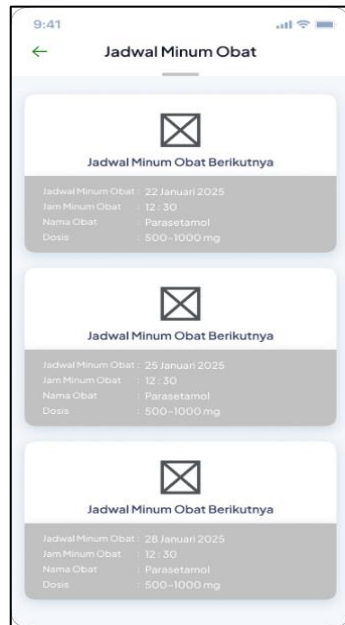 9:41
Jadwal Minum Obat
Jadwal Minum Obat Berikutnya
Jadwal Minum Obat : 22 Januari 2025
Jam Minum Obat : 12 : 30
Nama Obat : Parasetamol
Dosis : 500-1000 mg
Jadwal Minum Obat Berikutnya
Jadwal Minum Obat : 25 Januari 2025
Jam Minum Obat : 12 : 30
Nama Obat : Parasetamol
Dosis : 500-1000 mg
Jadwal Minum Obat Berikutnya
Jadwal Minum Obat : 28 Januari 2025
Jam Minum Obat : 12 : 30
Nama Obat : Parasetamol
Dosis : 500-1000 mg